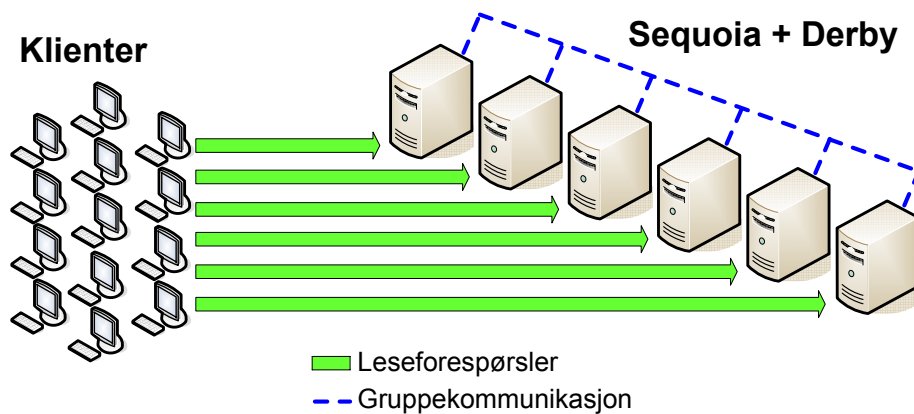 Klienter
Sequoia + Derby
Leseforespørsler
Gruppekommunikasjon